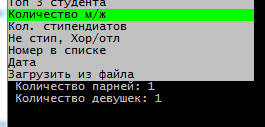 Топ 3 студента
Количество м/ж
Кол. стипендиатов
Не стип, Хор/отл
Номер в списке
Дата
Загрузить из файла
Количество парней: 1
Количество девушек: 1